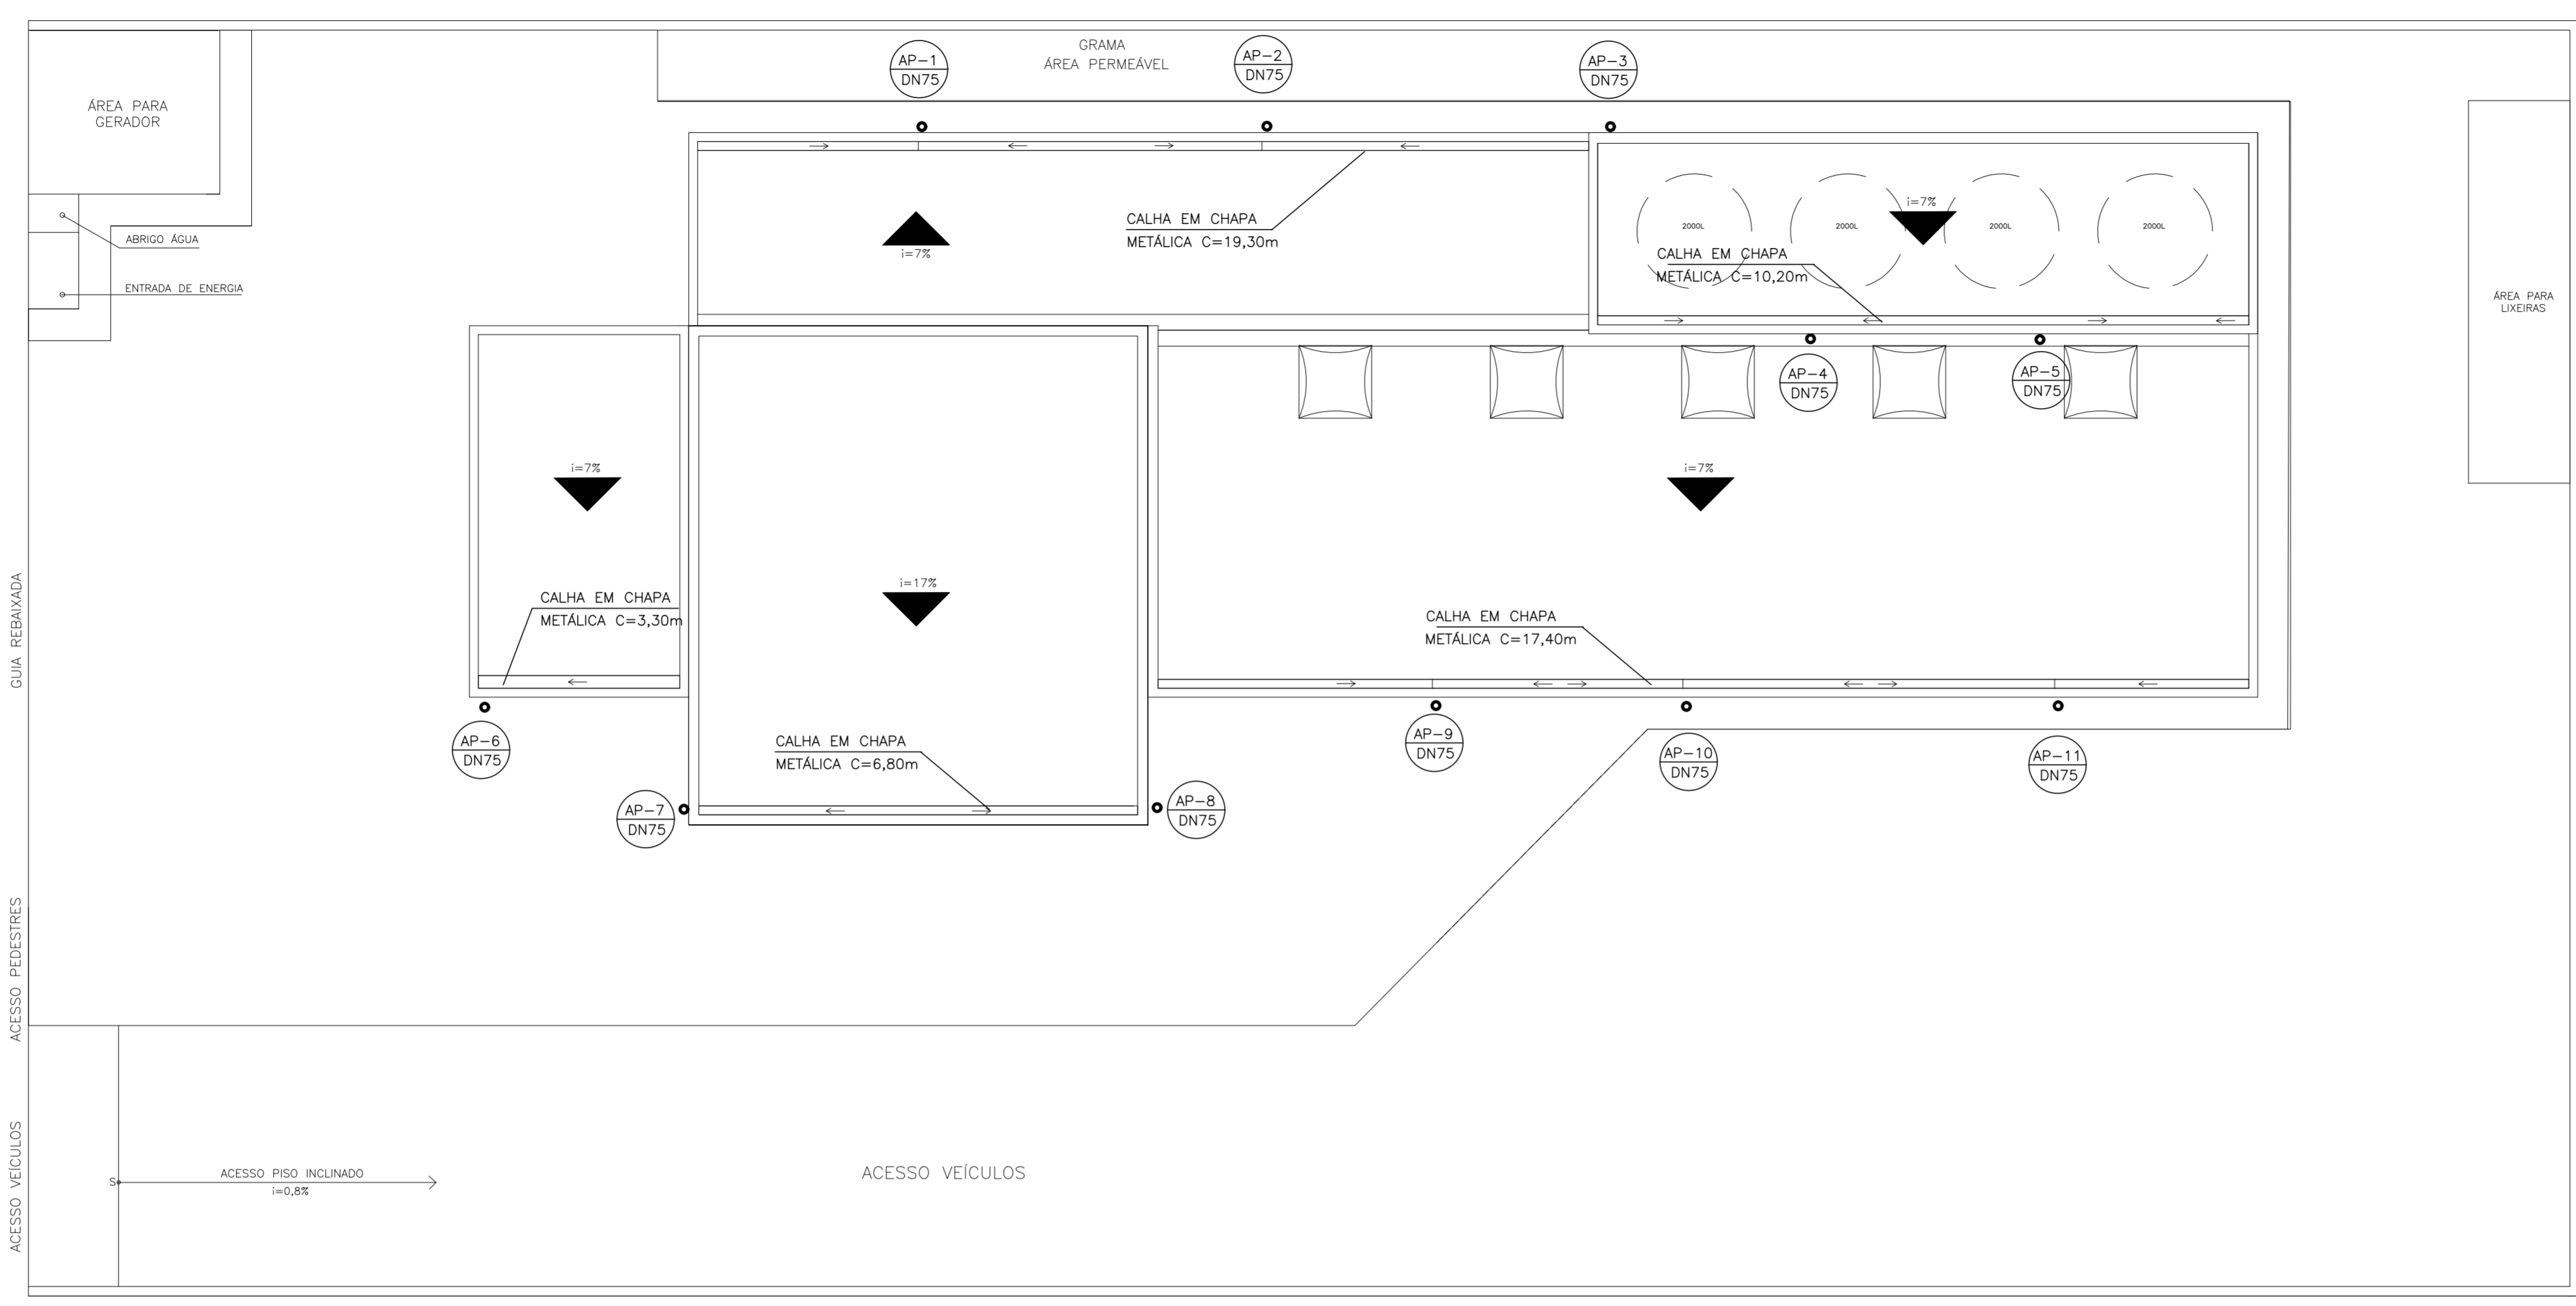 GRAMA
ÁREA PERMEÁVEL
AP-1
DN75
AP-2
DN75
AP-3
DN75
ÁREA PARA
GERADOR
ABRIGO ÁGUA
ENTRADA DE ENERGIA
i=7%
CALHA EM CHAPA
METÁLICA C=19,30m
2000L
2000L
2000L
2000L
i=7%
CALHA EM CHAPA
METÁLICA C=10,20m
ÁREA PARA
LIXEIRAS
AP-4
DN75
AP-5
DN75
i=7%
i=7%
i=17%
CALHA EM CHAPA
METÁLICA C=3,30m
CALHA EM CHAPA
METÁLICA C=17,40m
GUIA REBAIXADA
AP-6
DN75
CALHA EM CHAPA
METÁLICA C=6,80m
AP-7
DN75
AP-8
DN75
AP-9
DN75
AP-10
DN75
AP-11
DN75
ACESSO PEDESTRES
ACESSO VEÍCULOS
S
ACESSO PISO INCLINADO
i=0,8%
ACESSO VEÍCULOS